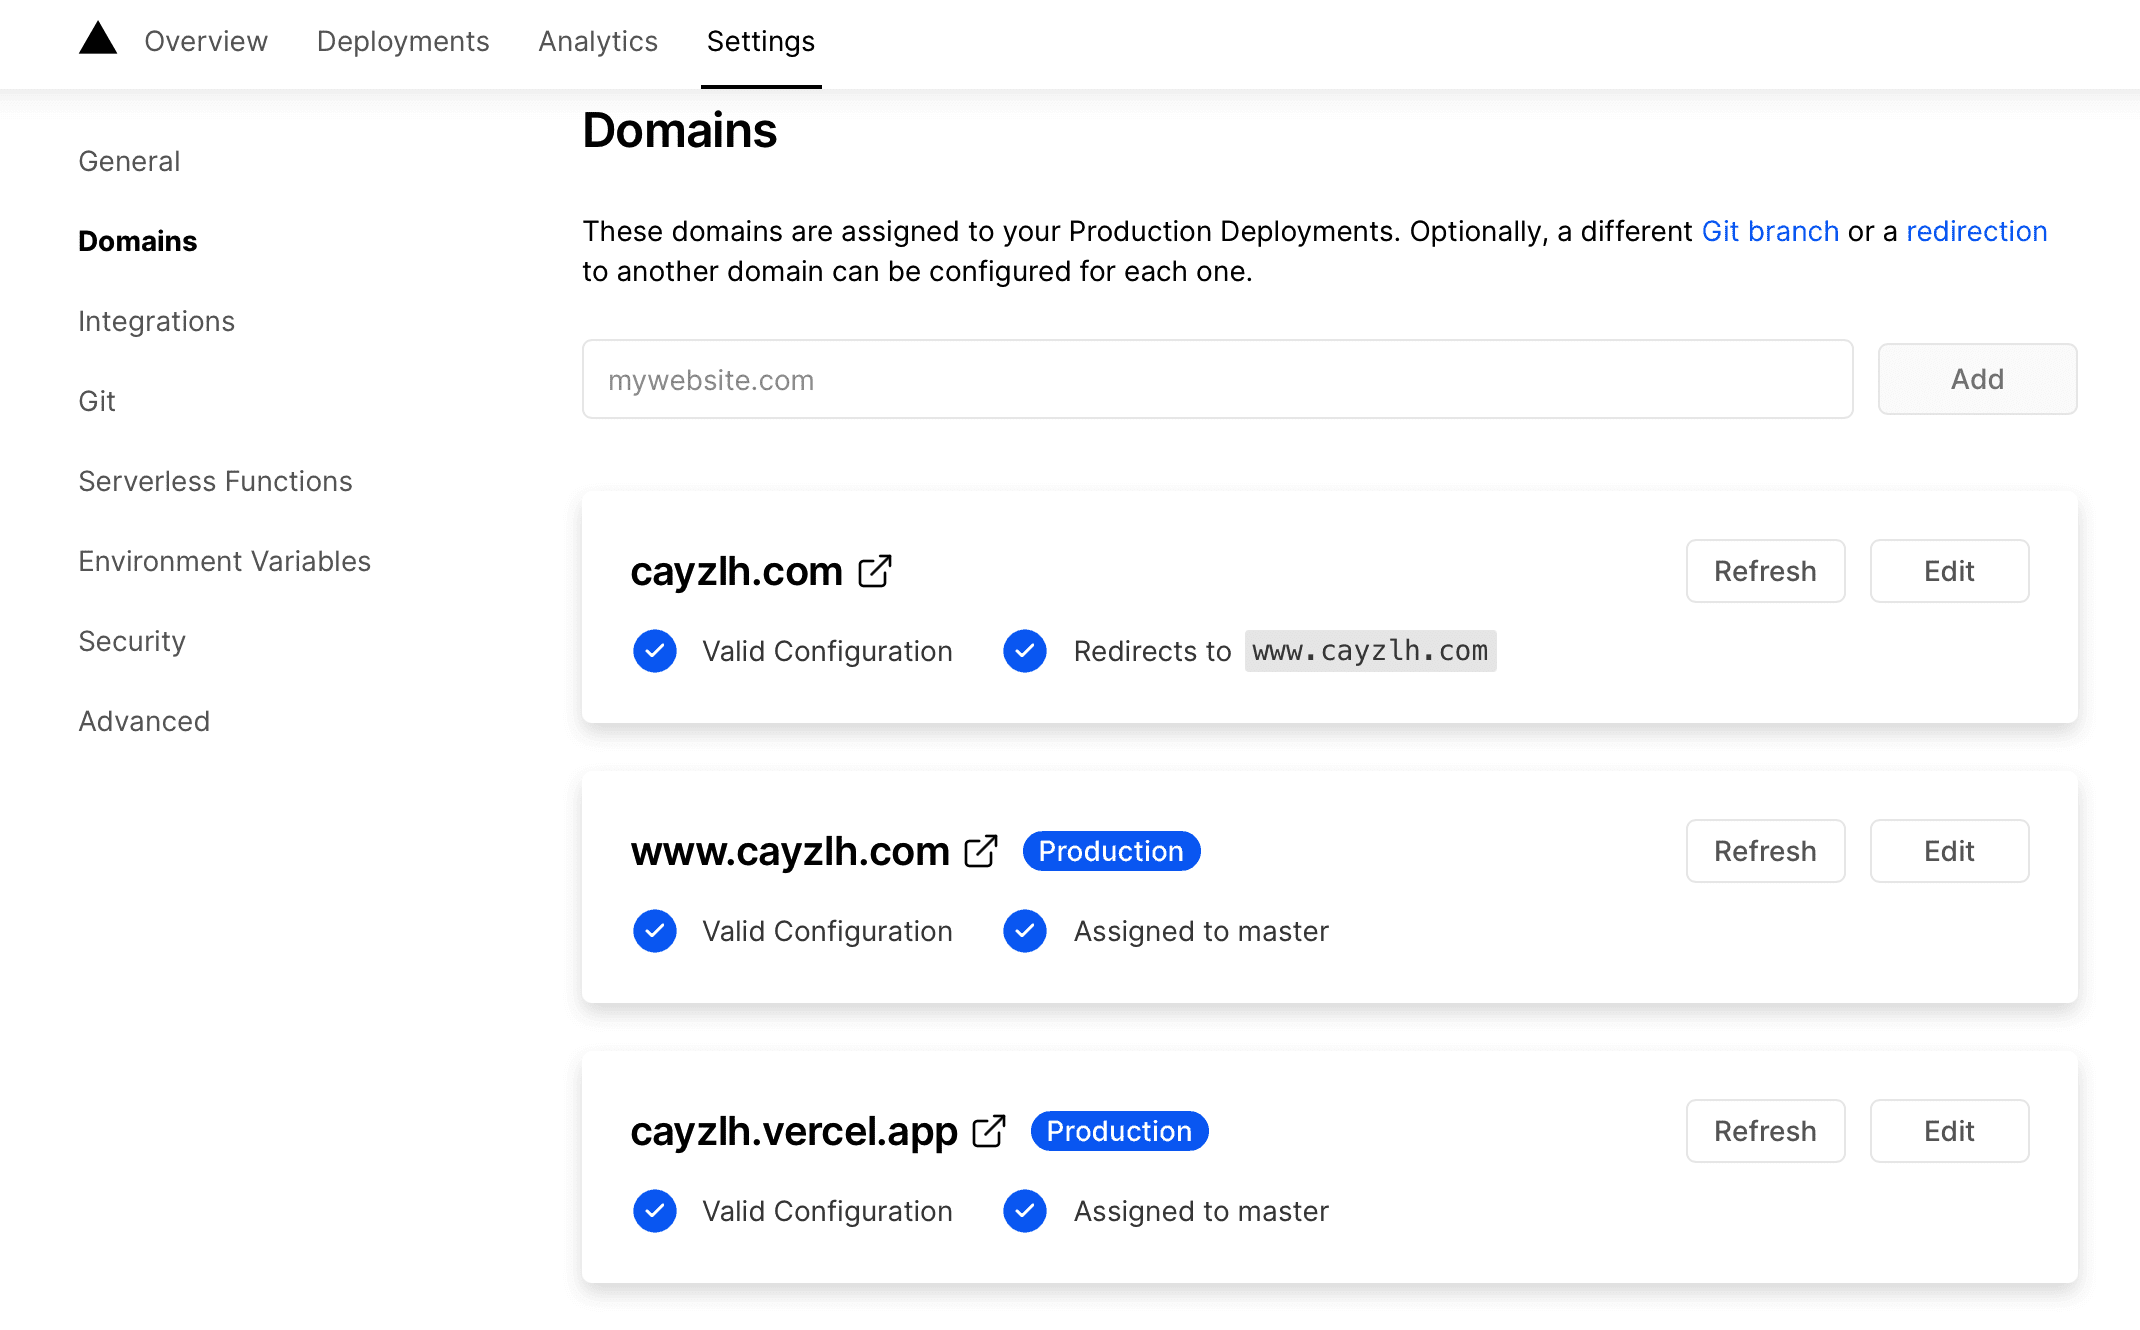 Overview Deployments Analytics Settings
General
Domains
Integrations
Git
Serverless Functions
Environment Variables
Security
Advanced
Domains
These domains are assigned to your Production Deployments. Optionally, a different Git branch or a redirection
to another domain can be configured for each one.
mywebsite.com Add
cayzlh.com Refresh Edit
Valid Configuration Redirects to www.cayzlh.com
www.cayzlh.com Production Refresh Edit
Valid Configuration Assigned to master
cayzlh.vercel.app Production Refresh Edit
Valid Configuration Assigned to master